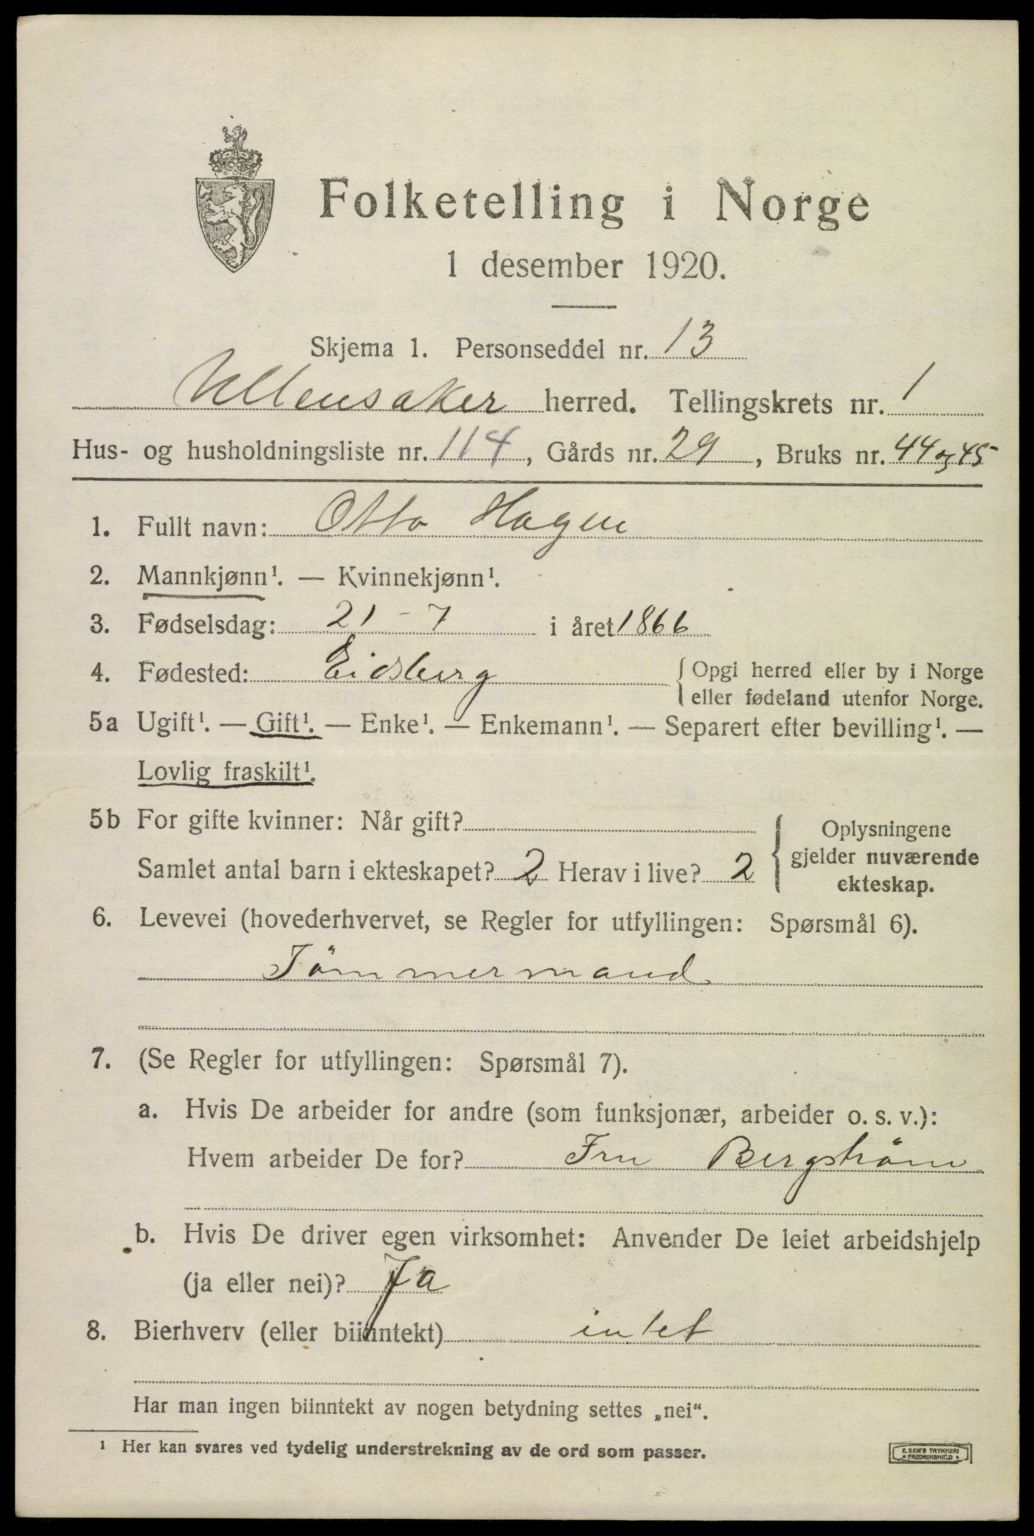 Folketelling i Norge
1 desember 1920.
Skjema 1. Personseddel nr. 13
Ullensaker herred. Tellingskrets nr. 1
Hus- og husholdningsliste nr. 114, Gårds nr. 29, Bruks nr. 44 og 45
1. Fullt navn: Otto Hagen
2. Mannkjønn¹. — Kvinnekjønn¹.
3. Fødselsdag: 21-7 i året 1866
4. Fødested: Eidsberg {Opgi herred eller by i Norge
eller fødeland utenfor Norge.
5a Ugift¹. — Gift¹. — Enke¹. — Enkemann¹. — Separert efter bevilling¹. —
Lovlig fraskilt¹.
5b For gifte kvinner: Når gift?
Samlet antal barn i ekteskapet? 2 Herav i live? 2
{Oplysningene
gjelder nuværende
ekteskap.
6. Levevei (hovederhvervet, se Regler for utfyllingen: Spørsmål 6).
Tömmermand
7. (Se Regler for utfyllingen: Spørsmål 7).
a. Hvis De arbeider for andre (som funksjonær, arbeider o. s. v.):
Hvem arbeider De for? Fru Bergström
b. Hvis De driver egen virksomhet: Anvender De leiet arbeidshjelp
(ja eller nei)? Ja
8. Bierhverv (eller biinntekt) intet
Har man ingen biinntekt av nogen betydning settes „nei“.
¹ Her kan svares ved tydelig understrekning av de ord som passer.
E. SEM'S TRYKKERI
FREDRIKSHALD